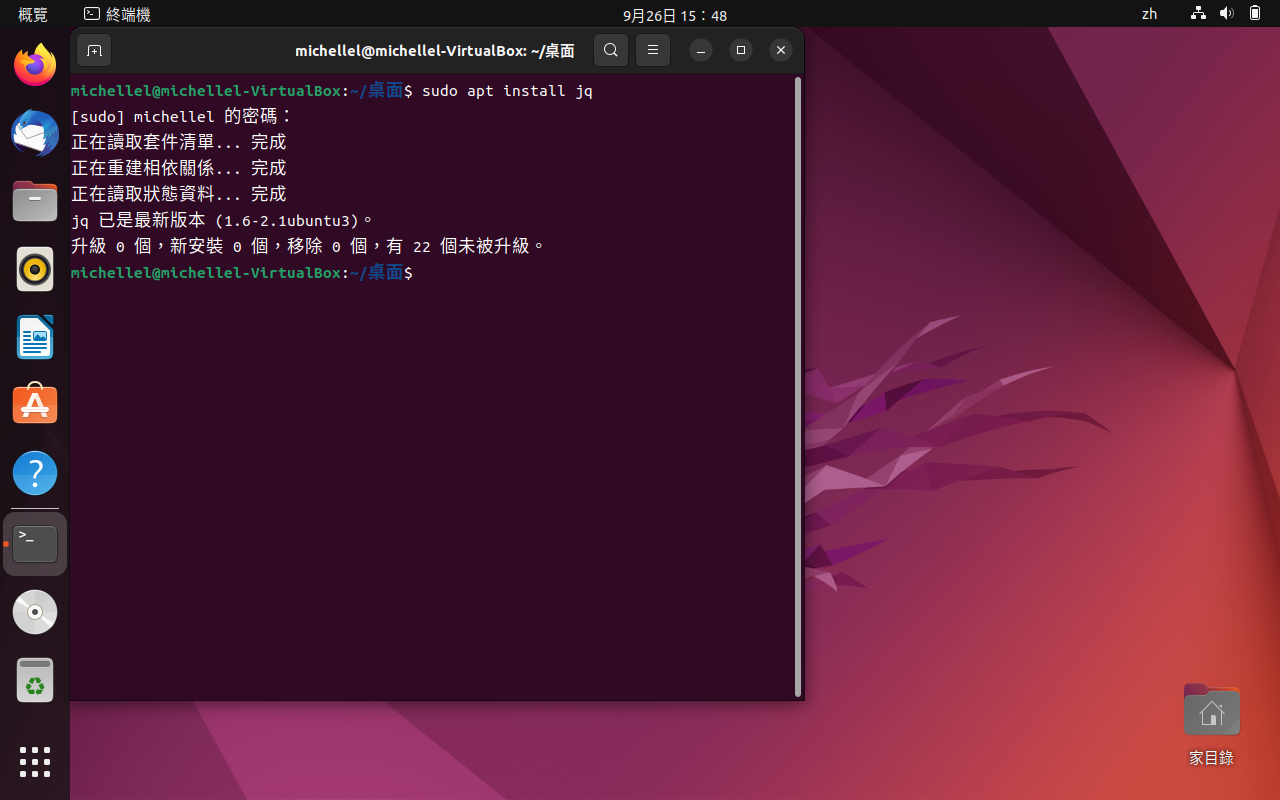 概覽
終端機
9月26日 15：48
zh
michellel@michellel-VirtualBox: ~/桌面
michellel@michellel-VirtualBox:~/桌面$ sudo apt install jq
[sudo] michellel 的密碼：
正在讀取套件清單... 完成
正在重建相依關係... 完成
正在讀取狀態資料... 完成
jq 已是最新版本 (1.6-2.1ubuntu3)。
升級 0 個，新安裝 0 個，移除 0 個，有 22 個未被升級。
michellel@michellel-VirtualBox:~/桌面$
家目錄